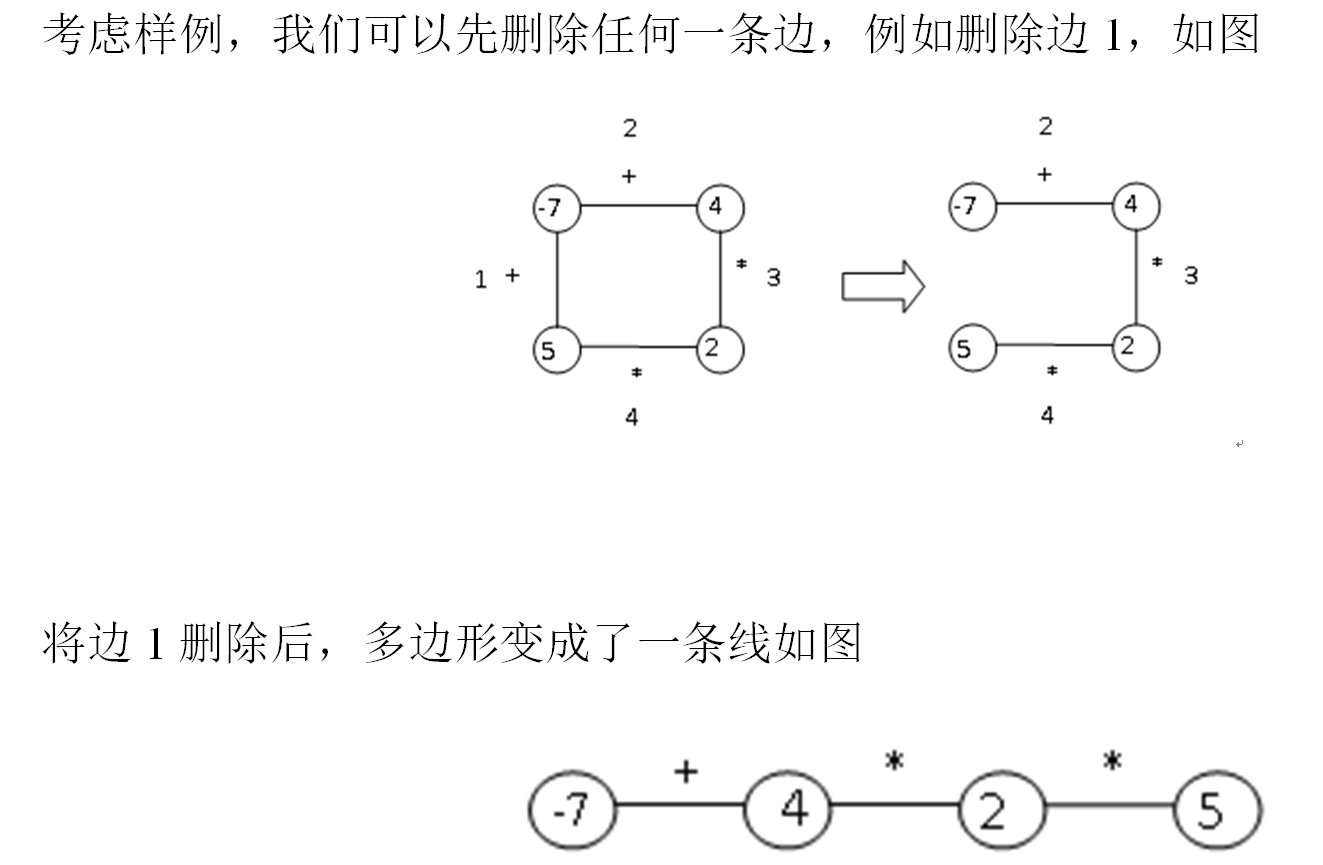 考虑样例，我们可以先删除任何一条边，例如删除边 1，如图
2 2
+ +
-7 4 -7 4
1 + * 3 * 3
5 2 5 2
* *
4 4
将边 1 删除后，多边形变成了一条线如图
+ * *
-7 4 2 5